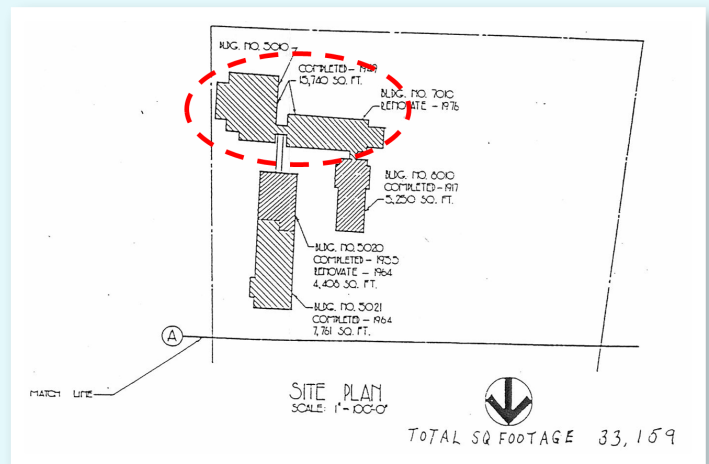 BLDG. NO. 5010
COMPLETED - 1949
15,740 SQ. FT.
BLDG. NO. 7010
RENOVATE - 1976
BLDG. NO. 6010
COMPLETED - 1917
5,250 SQ. FT.
BLDG. NO. 5020
COMPLETED - 1935
RENOVATE - 1964
4,408 SQ. FT.
BLDG. NO. 5021
COMPLETED - 1964
7,761 SQ. FT.
A
MATCH LINE
SITE PLAN
SCALE: 1" - 100'-0"
TOTAL SQ FOOTAGE 33,159